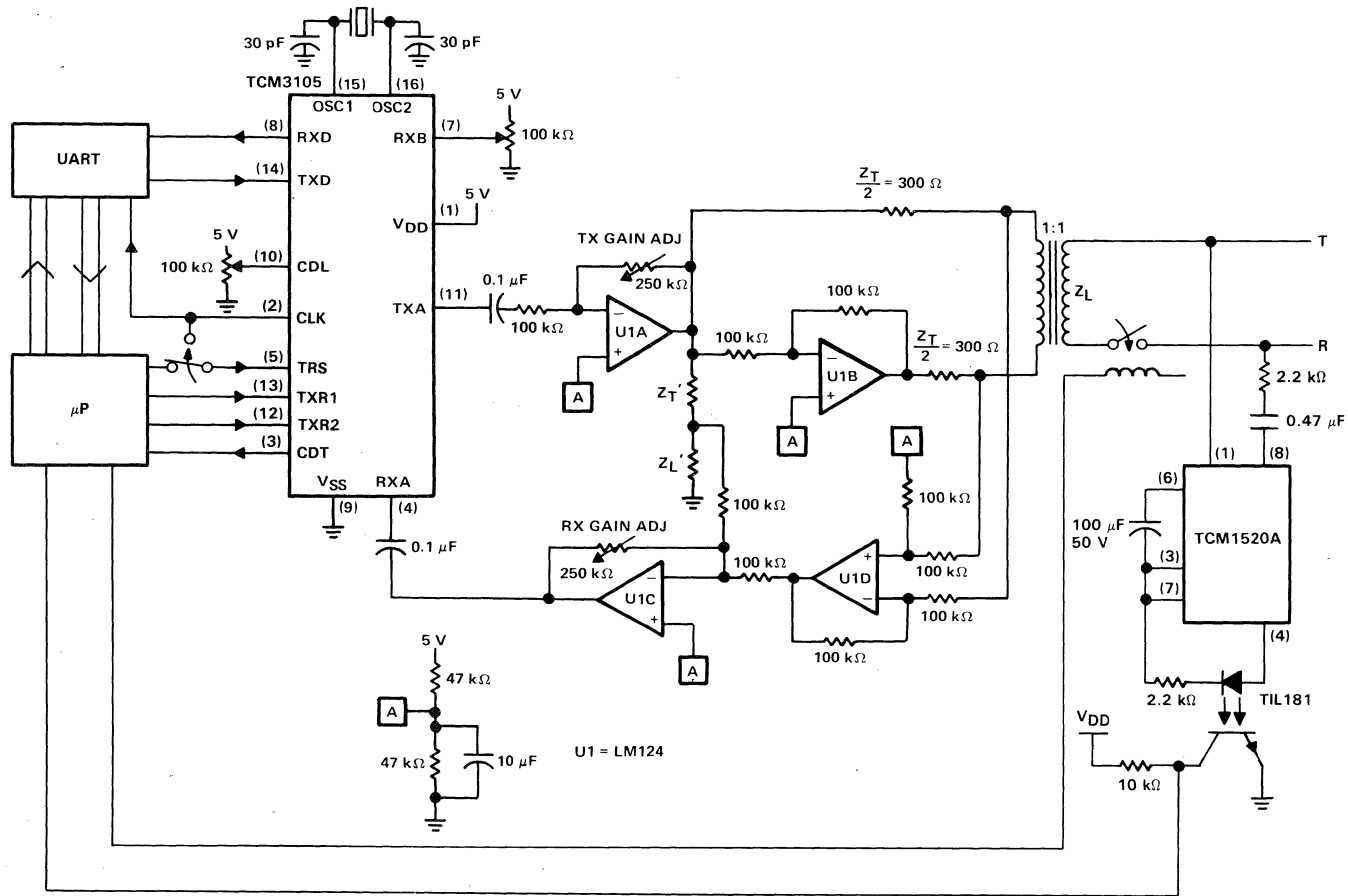 30 pF
30 pF
TCM3105
(15)
(16)
OSC1
OSC2
5 V
(8)
RXD
(7)
RXB
100 kΩ
UART
(14)
TXD
Z_T/2 = 300 Ω
5 V
(1)
V_DD
1:1
T
5 V
TX GAIN ADJ
100 kΩ
(10)
CDL
0.1 μF
250 kΩ
100 kΩ
(11)
TXA
Z_L
(2)
CLK
100 kΩ
−
U1A
+
100 kΩ
Z_T/2 = 300 Ω
R
(5)
TRS
−
U1B
+
2.2 kΩ
μP
(13)
TXR1
A
Z_T'
(12)
TXR2
0.47 μF
(3)
CDT
A
A
(1)
(8)
V_SS
RXA
Z_L'
(9)
(4)
100 kΩ
100 kΩ
(6)
100 μF
50 V
TCM1520A
0.1 μF
RX GAIN ADJ
250 kΩ
100 kΩ
+
U1D
−
100 kΩ
100 kΩ
(3)
(7)
−
U1C
+
(4)
100 kΩ
5 V
A
47 kΩ
A
2.2 kΩ
TIL181
47 kΩ
10 μF
U1 = LM124
V_DD
10 kΩ